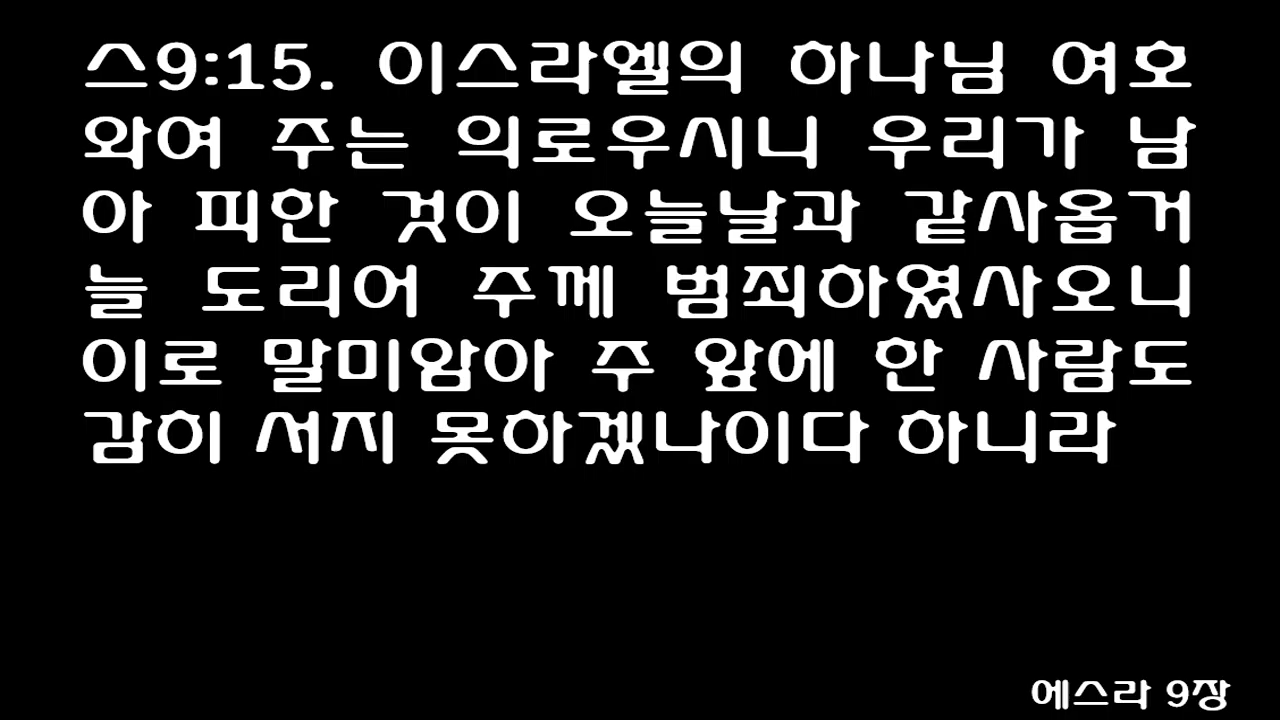 스9:15. 이스라엘의 하나님 여호
와여 주는 의로우시니 우리가 남
아 피한 것이 오늘날과 같사옵거
늘 도리어 주께 범죄하였사오니
이로 말미암아 주 앞에 한 사람도
감히 서지 못하겠나이다 하니라
에스라 9장